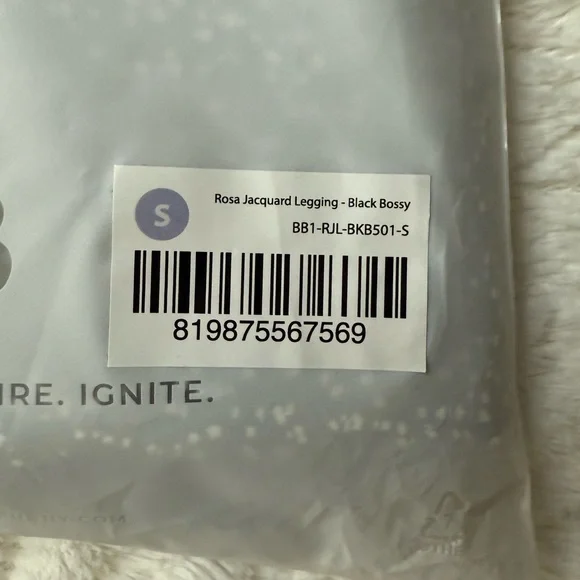 S
Rosa Jacquard Legging - Black Bossy
BB1-RJL-BKB501-S
819875567569
IRE. IGNITE.